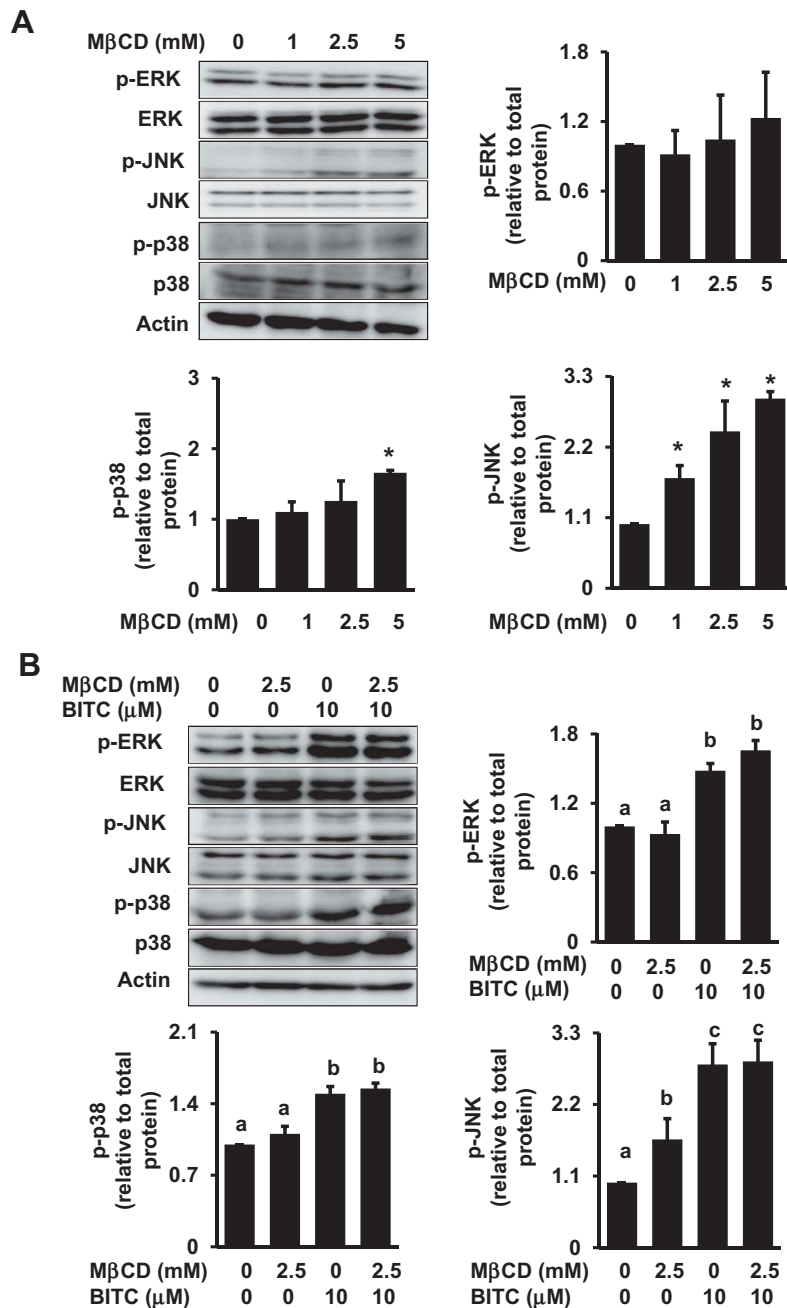 A
MβCD (mM) 0 1 2.5 5
p-ERK
ERK
p-JNK
JNK
p-p38
p38
Actin
p-ERK
(relative to total
protein)
1.8
1.2
0.6
0
MβCD (mM) 0 1 2.5 5
p-p38
(relative to total
protein)
3
2
1
0
*
MβCD (mM) 0 1 2.5 5
p-JNK
(relative to total
protein)
3.3
2.2
1.1
0
* * *
MβCD (mM) 0 1 2.5 5
B
MβCD (mM) 0 2.5 0 2.5
BITC (μM) 0 0 10 10
p-ERK
ERK
p-JNK
JNK
p-p38
p38
Actin
p-ERK
(relative to total
protein)
1.8
1.2
0.6
0
a a b b
MβCD (mM) 0 2.5 0 2.5
BITC (μM) 0 0 10 10
p-p38
(relative to total
protein)
2.1
1.4
0.7
0
a a b b
MβCD (mM) 0 2.5 0 2.5
BITC (μM) 0 0 10 10
p-JNK
(relative to total
protein)
3.3
2.2
1.1
0
a b c c
MβCD (mM) 0 2.5 0 2.5
BITC (μM) 0 0 10 10